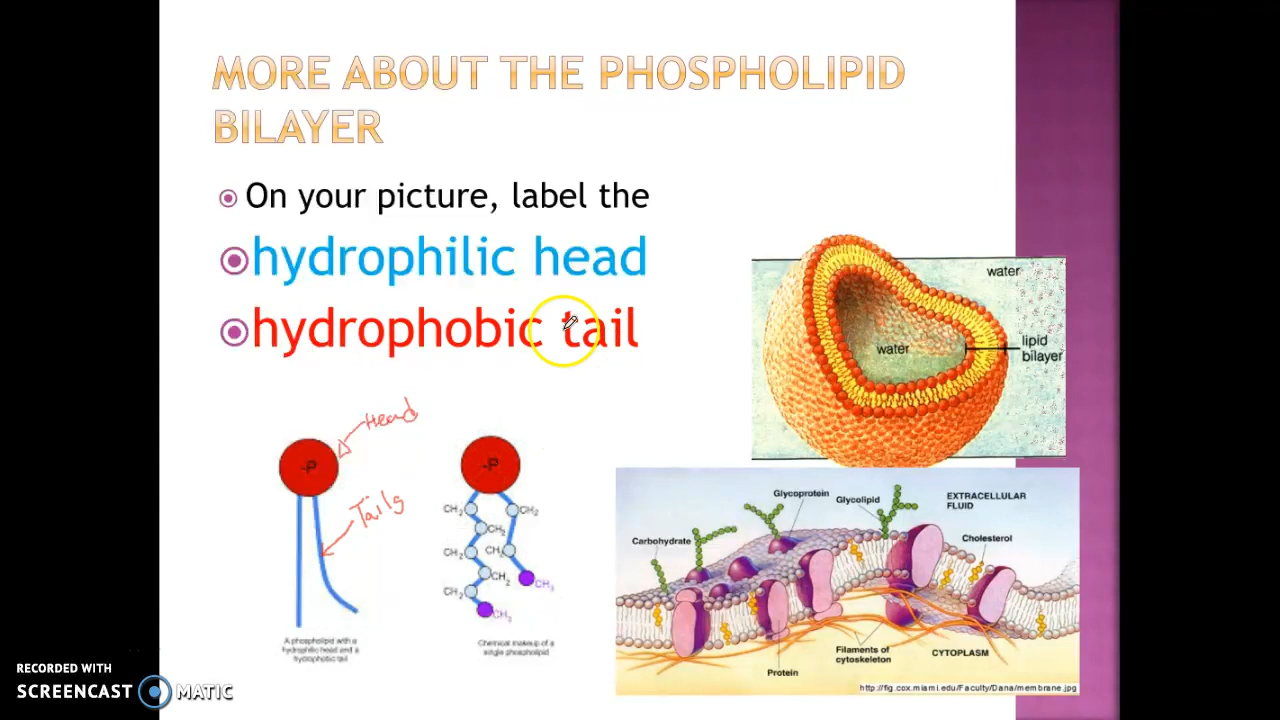 MORE ABOUT THE PHOSPHOLIPID
BILAYER
On your picture, label the
hydrophilic head
hydrophobic tail
water
water
lipid
bilayer
Head
Tails
-P
A phospholipid with a
hydrophilic head and a
hydrophobic tail
-P
CH₂
CH₂
CH₂
CH₂
CH₂
CH₂
CH₂
CH₃
CH₃
Chemical makeup of a
single phospholipid
Carbohydrate
Glycoprotein
Glycolipid
EXTRACELLULAR
FLUID
Cholesterol
Filaments of
cytoskeleton
CYTOPLASM
Protein
http://fig.cox.miami.edu/Faculty/Dana/membrane.jpg
RECORDED WITH
SCREENCAST MATIC